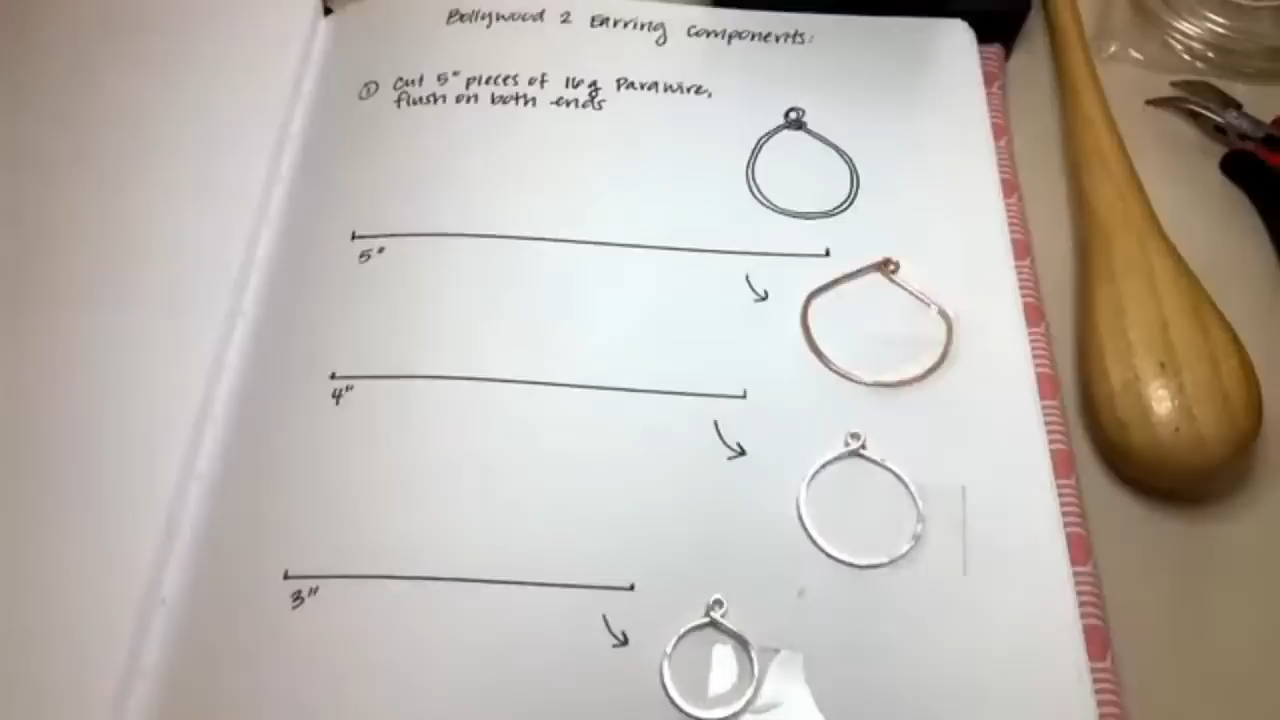 Bollywood 2 Earring Components:
① Cut 5" pieces of 16g Parawire,
flush on both ends
5"
4"
3"